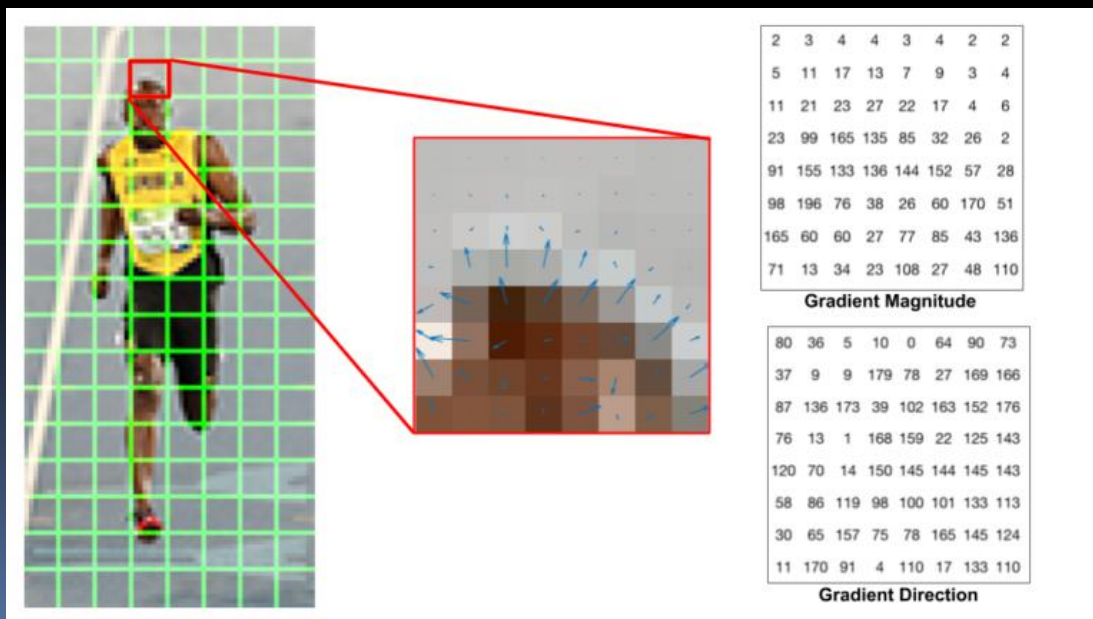 2 3 4 4 3 4 2 2
5 11 17 13 7 9 3 4
11 21 23 27 22 17 4 6
23 99 165 135 85 32 26 2
91 155 133 136 144 152 57 28
98 196 76 38 26 60 170 51
165 60 60 27 77 85 43 136
71 13 34 23 108 27 48 110
Gradient Magnitude
80 36 5 10 0 64 90 73
37 9 9 179 78 27 169 166
87 136 173 39 102 163 152 176
76 13 1 168 159 22 125 143
120 70 14 150 145 144 145 143
58 86 119 98 100 101 133 113
30 65 157 75 78 165 145 124
11 170 91 4 110 17 133 110
Gradient Direction